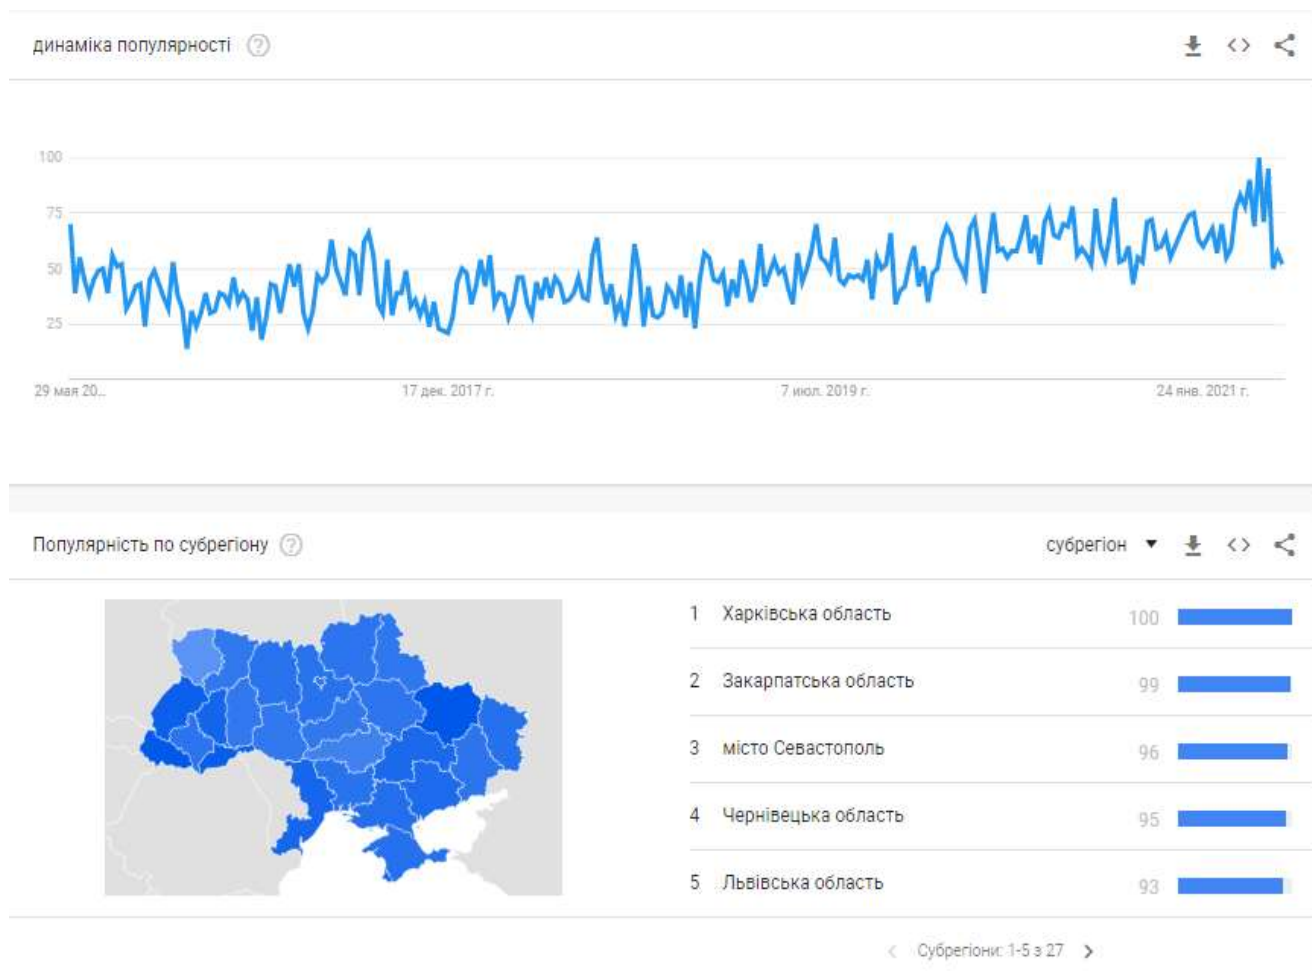 динаміка популярності ?
100
75
50
25
29 мая 20...
17 дек. 2017 г.
7 июл. 2019 г.
24 янв. 2021 г.
Популярність по субрегіону ?
субрегіон
1 Харківська область 100
2 Закарпатська область 99
3 місто Севастополь 96
4 Чернівецька область 95
5 Львівська область 93
Субрегіони: 1-5 з 27